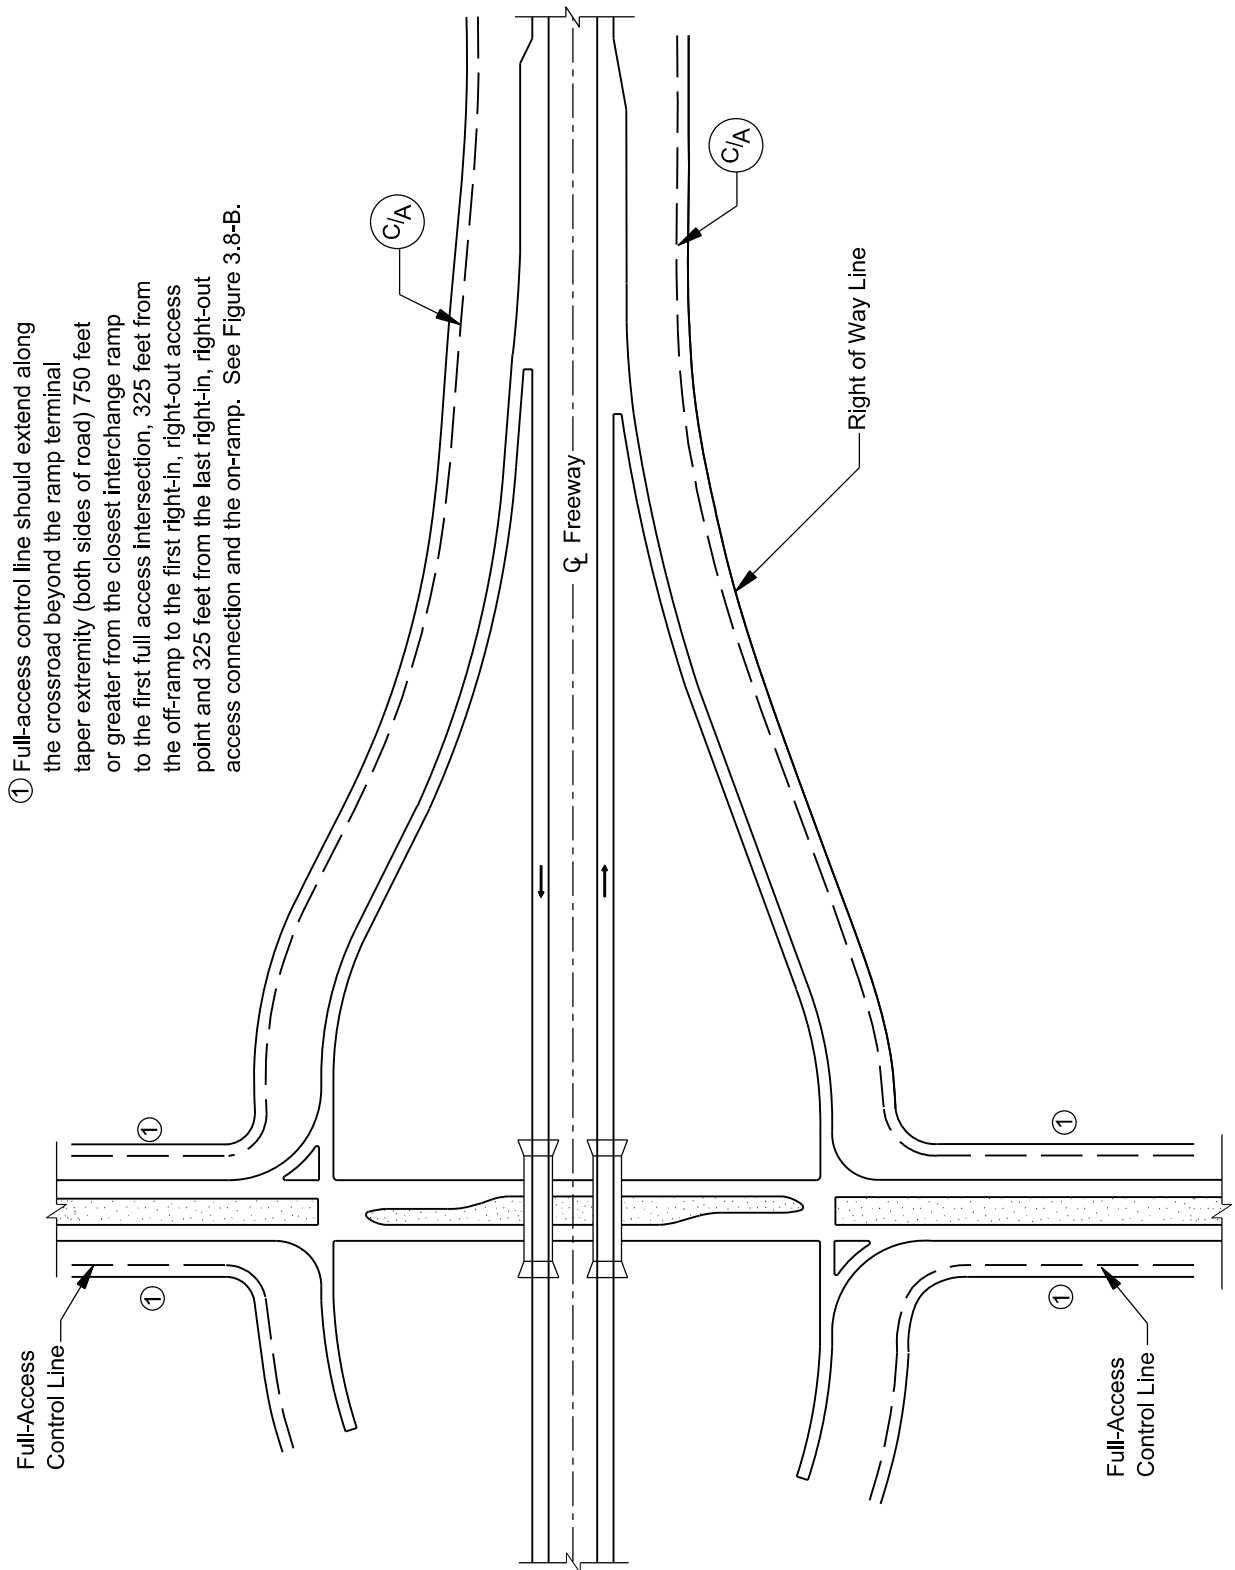 ① Full-access control line should extend along
the crossroad beyond the ramp terminal
taper extremity (both sides of road) 750 feet
or greater from the closest interchange ramp
to the first full access intersection, 325 feet from
the off-ramp to the first right-in, right-out access
point and 325 feet from the last right-in, right-out
access connection and the on-ramp. See Figure 3.8-B.
C/A
C/A
Right of Way Line
℄ Freeway
①
①
①
①
Full-Access
Control Line
Full-Access
Control Line